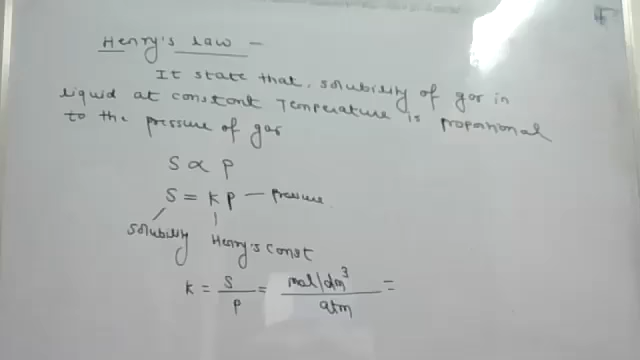 Henry's law -
It state that, solubility of gas in
liquid at constant Temperature is propotional
to the pressure of gas
S ∝ P
S = K P — Pressure
solubility Henry's const
K = S/P = mol/dm³/atm =